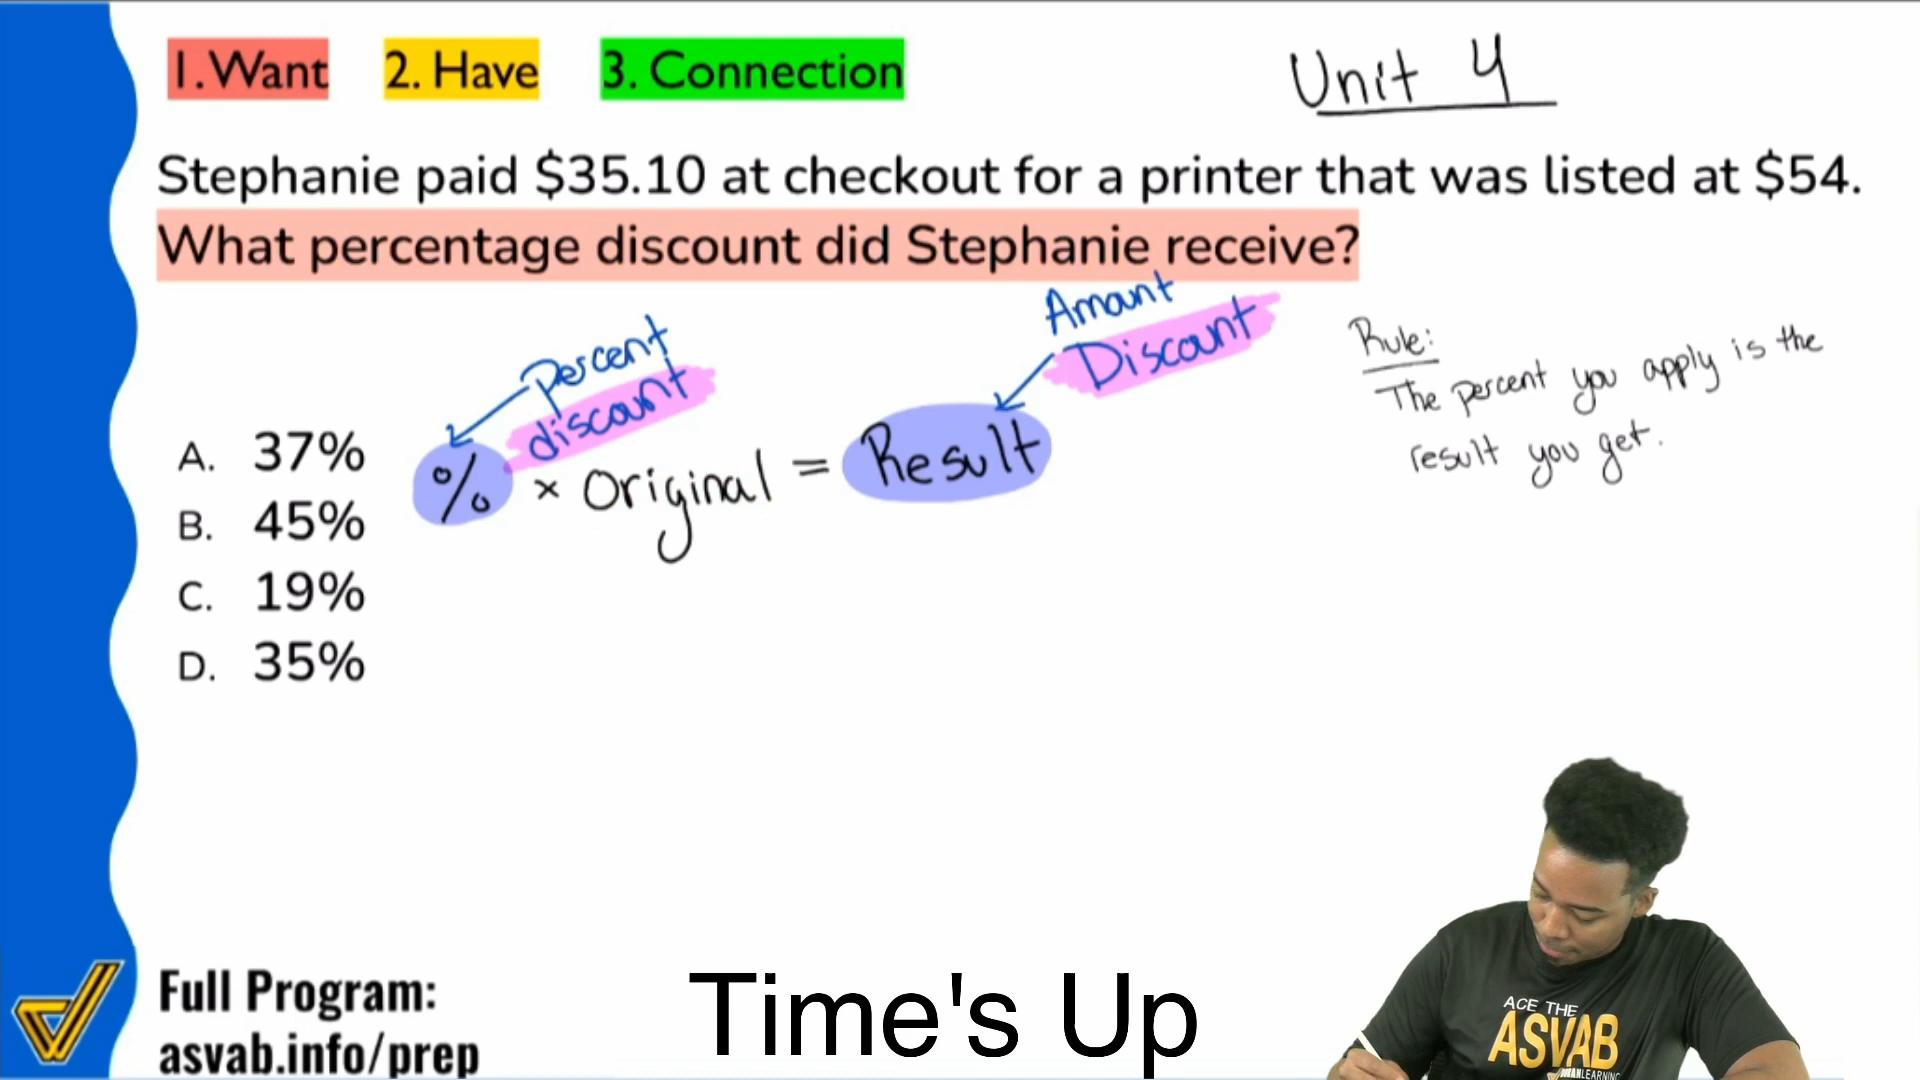 1. Want 2. Have 3. Connection
Unit 4
Stephanie paid $35.10 at checkout for a printer that was listed at $54.
What percentage discount did Stephanie receive?
Percent
discount
Amount
Discount
Rule:
The percent you apply is the
result you get.
% × Original = Result
A. 37%
B. 45%
C. 19%
D. 35%
Full Program:
asvab.info/prep
Time's Up
ACE THE
ASVAB
LEARNING